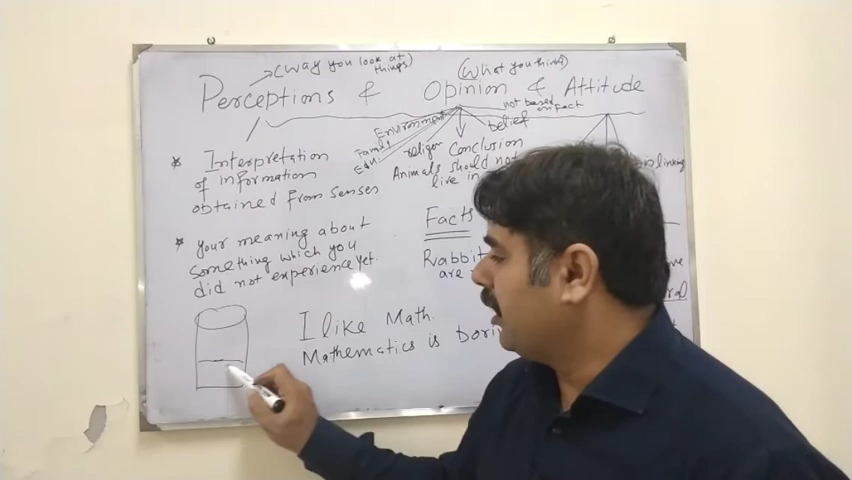 (way you look at
things)
(What you think)
Perceptions & Opinion & Attitude
not based
on fact
Environment
belief
Family
religion
Edu
Conclusion
Animals should not
live in
* Interpretation
of information
obtained from senses
* your meaning about
something which you
did not experience yet.
Facts
Rabbit
are
I like Math.
Mathematics is